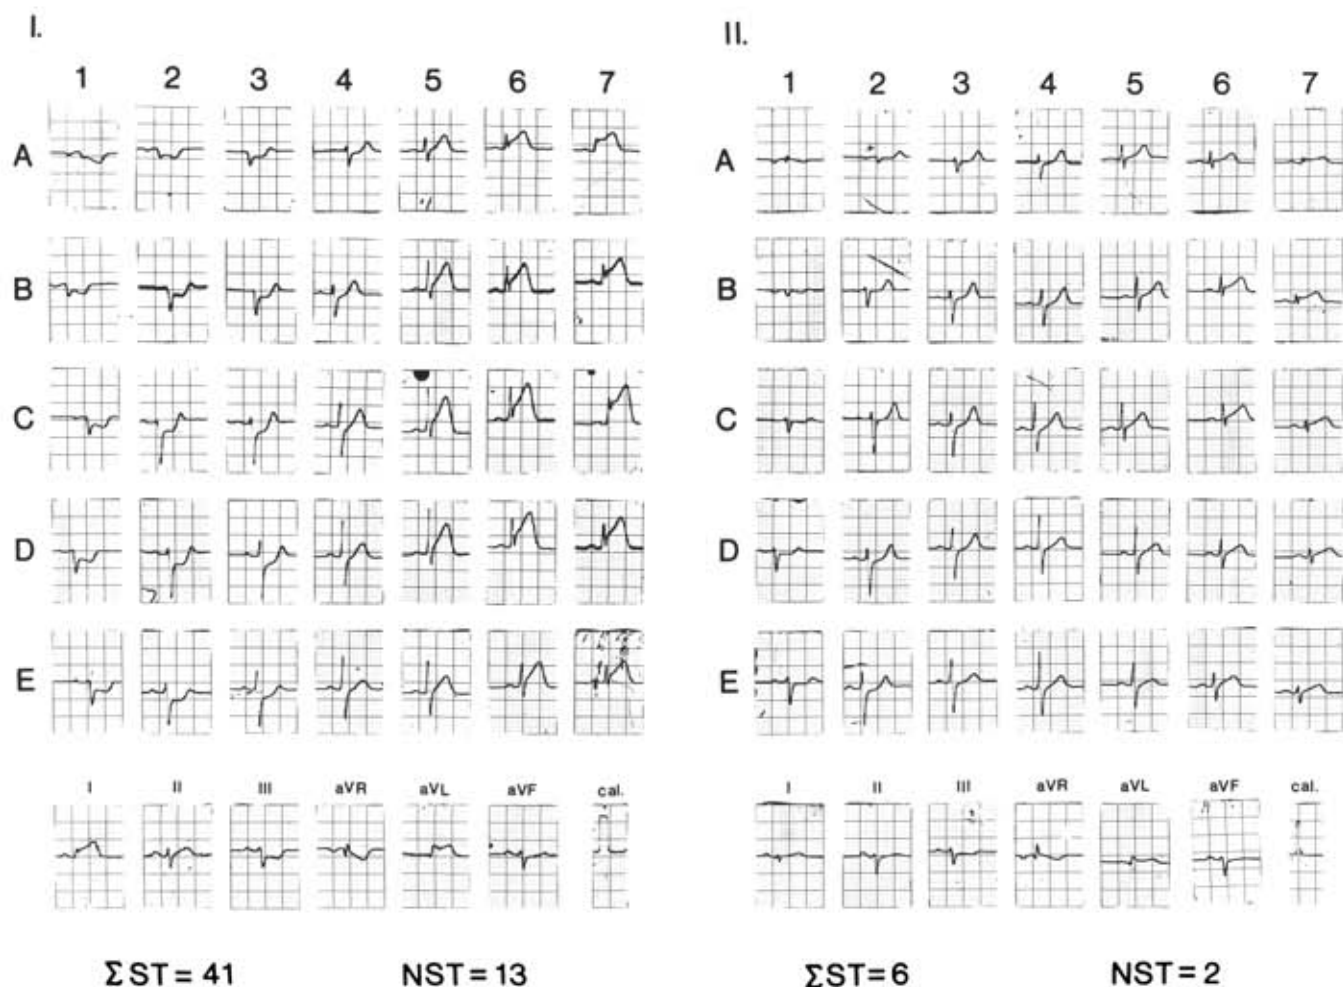 I.
1 2 3 4 5 6 7
A
B
C
D
E
I II III aVR aVL aVF cal.
ΣST=41 NST=13
II.
1 2 3 4 5 6 7
A
B
C
D
E
I II III aVR aVL aVF cal.
ΣST=6 NST=2